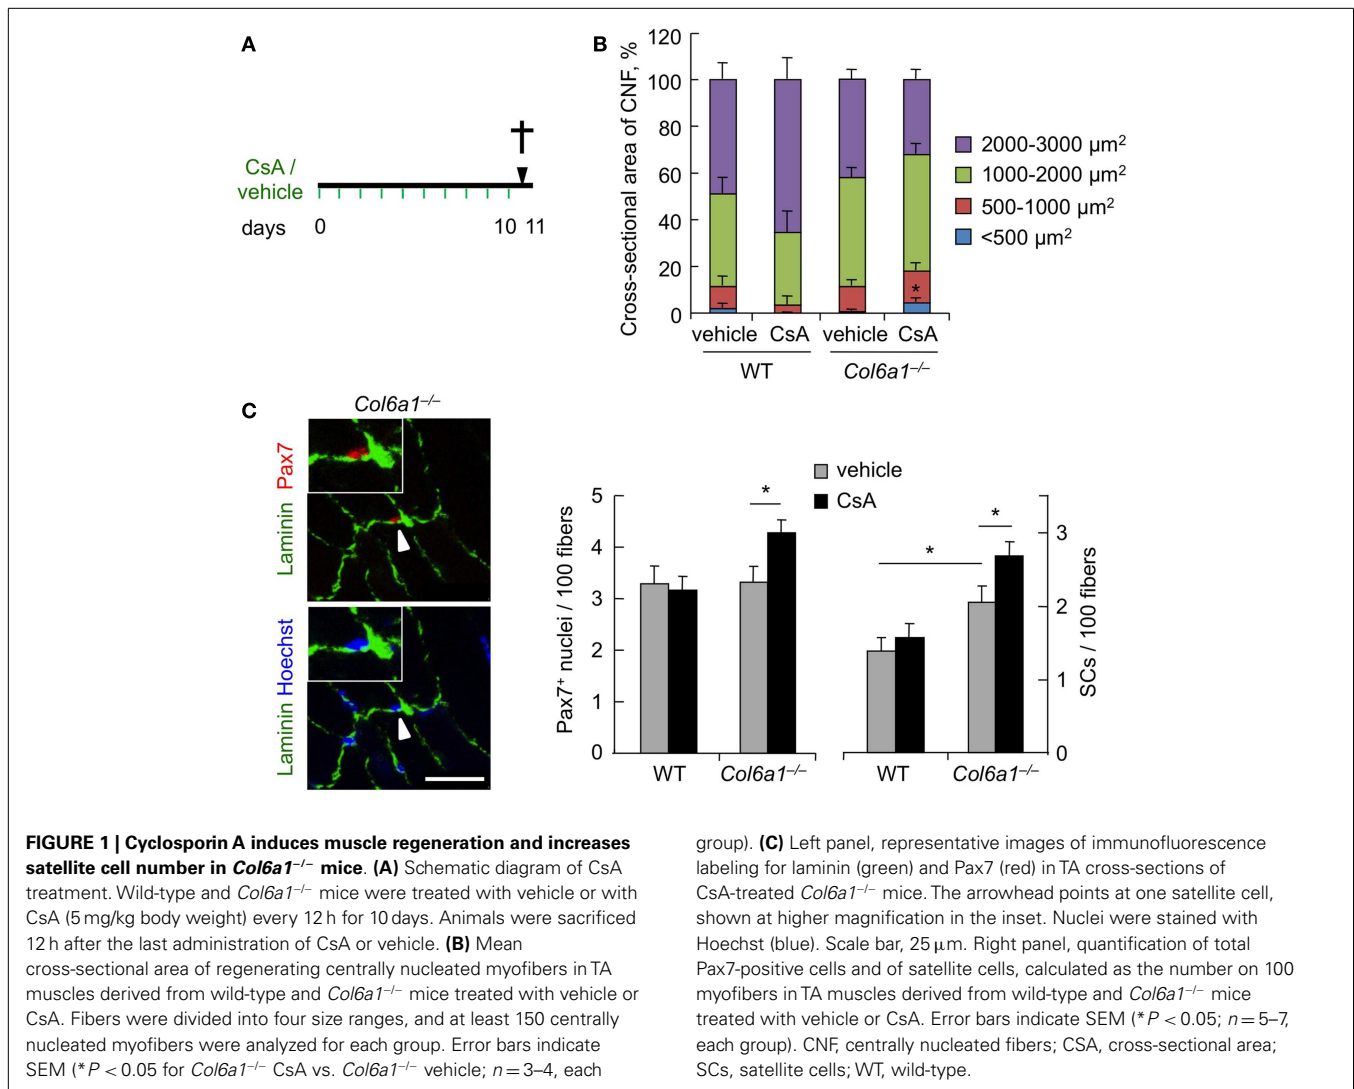 A
CsA /
vehicle
days
0
10 11
B
Cross-sectional area of CNF, %
120
100
80
60
40
20
0
*
vehicle CsA vehicle CsA
WT Col6a1–/–
2000-3000 µm²
1000-2000 µm²
500-1000 µm²
<500 µm²
C
Col6a1–/–
Laminin Pax7
Laminin Hoechst
vehicle
CsA
Pax7⁺ nuclei / 100 fibers
5
4
3
2
1
0
*
WT Col6a1–/–
*
*
3
2
1
0
SCs / 100 fibers
WT Col6a1–/–
FIGURE 1 | Cyclosporin A induces muscle regeneration and increases
satellite cell number in Col6a1–/– mice. (A) Schematic diagram of CsA
treatment. Wild-type and Col6a1–/– mice were treated with vehicle or with
CsA (5 mg/kg body weight) every 12 h for 10 days. Animals were sacrificed
12 h after the last administration of CsA or vehicle. (B) Mean
cross-sectional area of regenerating centrally nucleated myofibers in TA
muscles derived from wild-type and Col6a1–/– mice treated with vehicle or
CsA. Fibers were divided into four size ranges, and at least 150 centrally
nucleated myofibers were analyzed for each group. Error bars indicate
SEM (*P < 0.05 for Col6a1–/– CsA vs. Col6a1–/– vehicle; n = 3–4, each
group). (C) Left panel, representative images of immunofluorescence
labeling for laminin (green) and Pax7 (red) in TA cross-sections of
CsA-treated Col6a1–/– mice. The arrowhead points at one satellite cell,
shown at higher magnification in the inset. Nuclei were stained with
Hoechst (blue). Scale bar, 25 µm. Right panel, quantification of total
Pax7-positive cells and of satellite cells, calculated as the number on 100
myofibers in TA muscles derived from wild-type and Col6a1–/– mice
treated with vehicle or CsA. Error bars indicate SEM (*P < 0.05; n = 5–7,
each group). CNF, centrally nucleated fibers; CSA, cross-sectional area;
SCs, satellite cells; WT, wild-type.